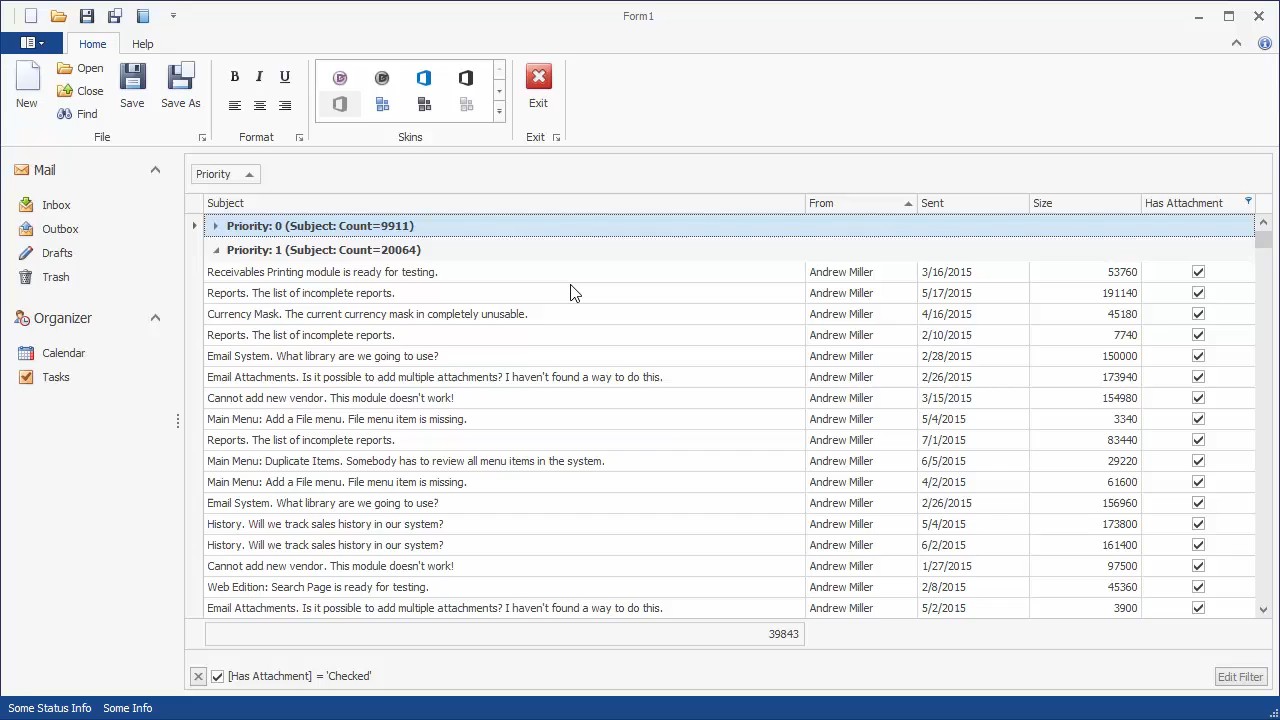 Form1
Home Help
New Open Close Find Save Save As
B I U
Exit
File Format Skins Exit
Mail
Inbox
Outbox
Drafts
Trash
Organizer
Calendar
Tasks
Priority
Subject From Sent Size Has Attachment
Priority: 0 (Subject: Count=9911)
Priority: 1 (Subject: Count=20064)
Receivables Printing module is ready for testing. Andrew Miller 3/16/2015 53760
Reports. The list of incomplete reports. Andrew Miller 5/17/2015 191140
Currency Mask. The current currency mask in completely unusable. Andrew Miller 4/16/2015 45180
Reports. The list of incomplete reports. Andrew Miller 2/10/2015 7740
Email System. What library are we going to use? Andrew Miller 2/28/2015 150000
Email Attachments. Is it possible to add multiple attachments? I haven't found a way to do this. Andrew Miller 2/26/2015 173940
Cannot add new vendor. This module doesn't work! Andrew Miller 3/15/2015 154980
Main Menu: Add a File menu. File menu item is missing. Andrew Miller 5/4/2015 3340
Reports. The list of incomplete reports. Andrew Miller 7/1/2015 83440
Main Menu: Duplicate Items. Somebody has to review all menu items in the system. Andrew Miller 6/5/2015 29220
Main Menu: Add a File menu. File menu item is missing. Andrew Miller 4/2/2015 61600
Email System. What library are we going to use? Andrew Miller 2/26/2015 156960
History. Will we track sales history in our system? Andrew Miller 5/4/2015 173800
History. Will we track sales history in our system? Andrew Miller 6/2/2015 161400
Cannot add new vendor. This module doesn't work! Andrew Miller 1/27/2015 97500
Web Edition: Search Page is ready for testing. Andrew Miller 2/8/2015 45360
Email Attachments. Is it possible to add multiple attachments? I haven't found a way to do this. Andrew Miller 5/2/2015 3900
39843
[Has Attachment] = 'Checked' Edit Filter
Some Status Info Some Info